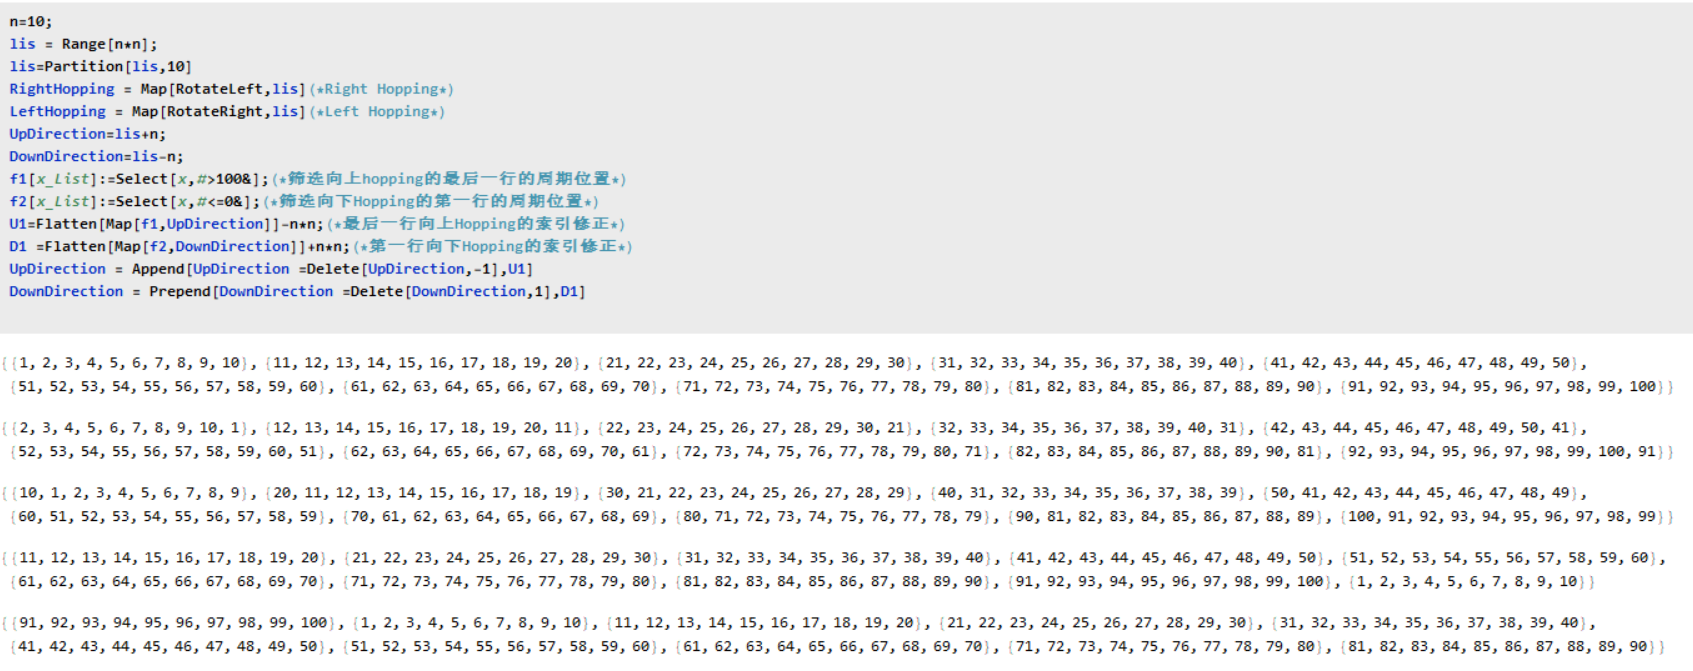 n=10;
lis = Range[n*n];
lis=Partition[lis,10]
RightHopping = Map[RotateLeft,lis](*Right Hopping*)
LeftHopping = Map[RotateRight,lis](*Left Hopping*)
UpDirection=lis+n;
DownDirection=lis-n;
f1[x_List]:=Select[x,#>100&];(*筛选向上hopping的最后一行的周期位置*)
f2[x_List]:=Select[x,#<=0&];(*筛选向下Hopping的第一行的周期位置*)
U1=Flatten[Map[f1,UpDirection]]-n*n;(*最后一行向上Hopping的索引修正*)
D1 =Flatten[Map[f2,DownDirection]]+n*n;(*第一行向下Hopping的索引修正*)
UpDirection = Append[UpDirection =Delete[UpDirection,-1],U1]
DownDirection = Prepend[DownDirection =Delete[DownDirection,1],D1]
{{1, 2, 3, 4, 5, 6, 7, 8, 9, 10}, {11, 12, 13, 14, 15, 16, 17, 18, 19, 20}, {21, 22, 23, 24, 25, 26, 27, 28, 29, 30}, {31, 32, 33, 34, 35, 36, 37, 38, 39, 40}, {41, 42, 43, 44, 45, 46, 47, 48, 49, 50},
{51, 52, 53, 54, 55, 56, 57, 58, 59, 60}, {61, 62, 63, 64, 65, 66, 67, 68, 69, 70}, {71, 72, 73, 74, 75, 76, 77, 78, 79, 80}, {81, 82, 83, 84, 85, 86, 87, 88, 89, 90}, {91, 92, 93, 94, 95, 96, 97, 98, 99, 100}}
{{2, 3, 4, 5, 6, 7, 8, 9, 10, 1}, {12, 13, 14, 15, 16, 17, 18, 19, 20, 11}, {22, 23, 24, 25, 26, 27, 28, 29, 30, 21}, {32, 33, 34, 35, 36, 37, 38, 39, 40, 31}, {42, 43, 44, 45, 46, 47, 48, 49, 50, 41},
{52, 53, 54, 55, 56, 57, 58, 59, 60, 51}, {62, 63, 64, 65, 66, 67, 68, 69, 70, 61}, {72, 73, 74, 75, 76, 77, 78, 79, 80, 71}, {82, 83, 84, 85, 86, 87, 88, 89, 90, 81}, {92, 93, 94, 95, 96, 97, 98, 99, 100, 91}}
{{10, 1, 2, 3, 4, 5, 6, 7, 8, 9}, {20, 11, 12, 13, 14, 15, 16, 17, 18, 19}, {30, 21, 22, 23, 24, 25, 26, 27, 28, 29}, {40, 31, 32, 33, 34, 35, 36, 37, 38, 39}, {50, 41, 42, 43, 44, 45, 46, 47, 48, 49},
{60, 51, 52, 53, 54, 55, 56, 57, 58, 59}, {70, 61, 62, 63, 64, 65, 66, 67, 68, 69}, {80, 71, 72, 73, 74, 75, 76, 77, 78, 79}, {90, 81, 82, 83, 84, 85, 86, 87, 88, 89}, {100, 91, 92, 93, 94, 95, 96, 97, 98, 99}}
{{11, 12, 13, 14, 15, 16, 17, 18, 19, 20}, {21, 22, 23, 24, 25, 26, 27, 28, 29, 30}, {31, 32, 33, 34, 35, 36, 37, 38, 39, 40}, {41, 42, 43, 44, 45, 46, 47, 48, 49, 50}, {51, 52, 53, 54, 55, 56, 57, 58, 59, 60},
{61, 62, 63, 64, 65, 66, 67, 68, 69, 70}, {71, 72, 73, 74, 75, 76, 77, 78, 79, 80}, {81, 82, 83, 84, 85, 86, 87, 88, 89, 90}, {91, 92, 93, 94, 95, 96, 97, 98, 99, 100}, {1, 2, 3, 4, 5, 6, 7, 8, 9, 10}}
{{91, 92, 93, 94, 95, 96, 97, 98, 99, 100}, {1, 2, 3, 4, 5, 6, 7, 8, 9, 10}, {11, 12, 13, 14, 15, 16, 17, 18, 19, 20}, {21, 22, 23, 24, 25, 26, 27, 28, 29, 30}, {31, 32, 33, 34, 35, 36, 37, 38, 39, 40},
{41, 42, 43, 44, 45, 46, 47, 48, 49, 50}, {51, 52, 53, 54, 55, 56, 57, 58, 59, 60}, {61, 62, 63, 64, 65, 66, 67, 68, 69, 70}, {71, 72, 73, 74, 75, 76, 77, 78, 79, 80}, {81, 82, 83, 84, 85, 86, 87, 88, 89, 90}}